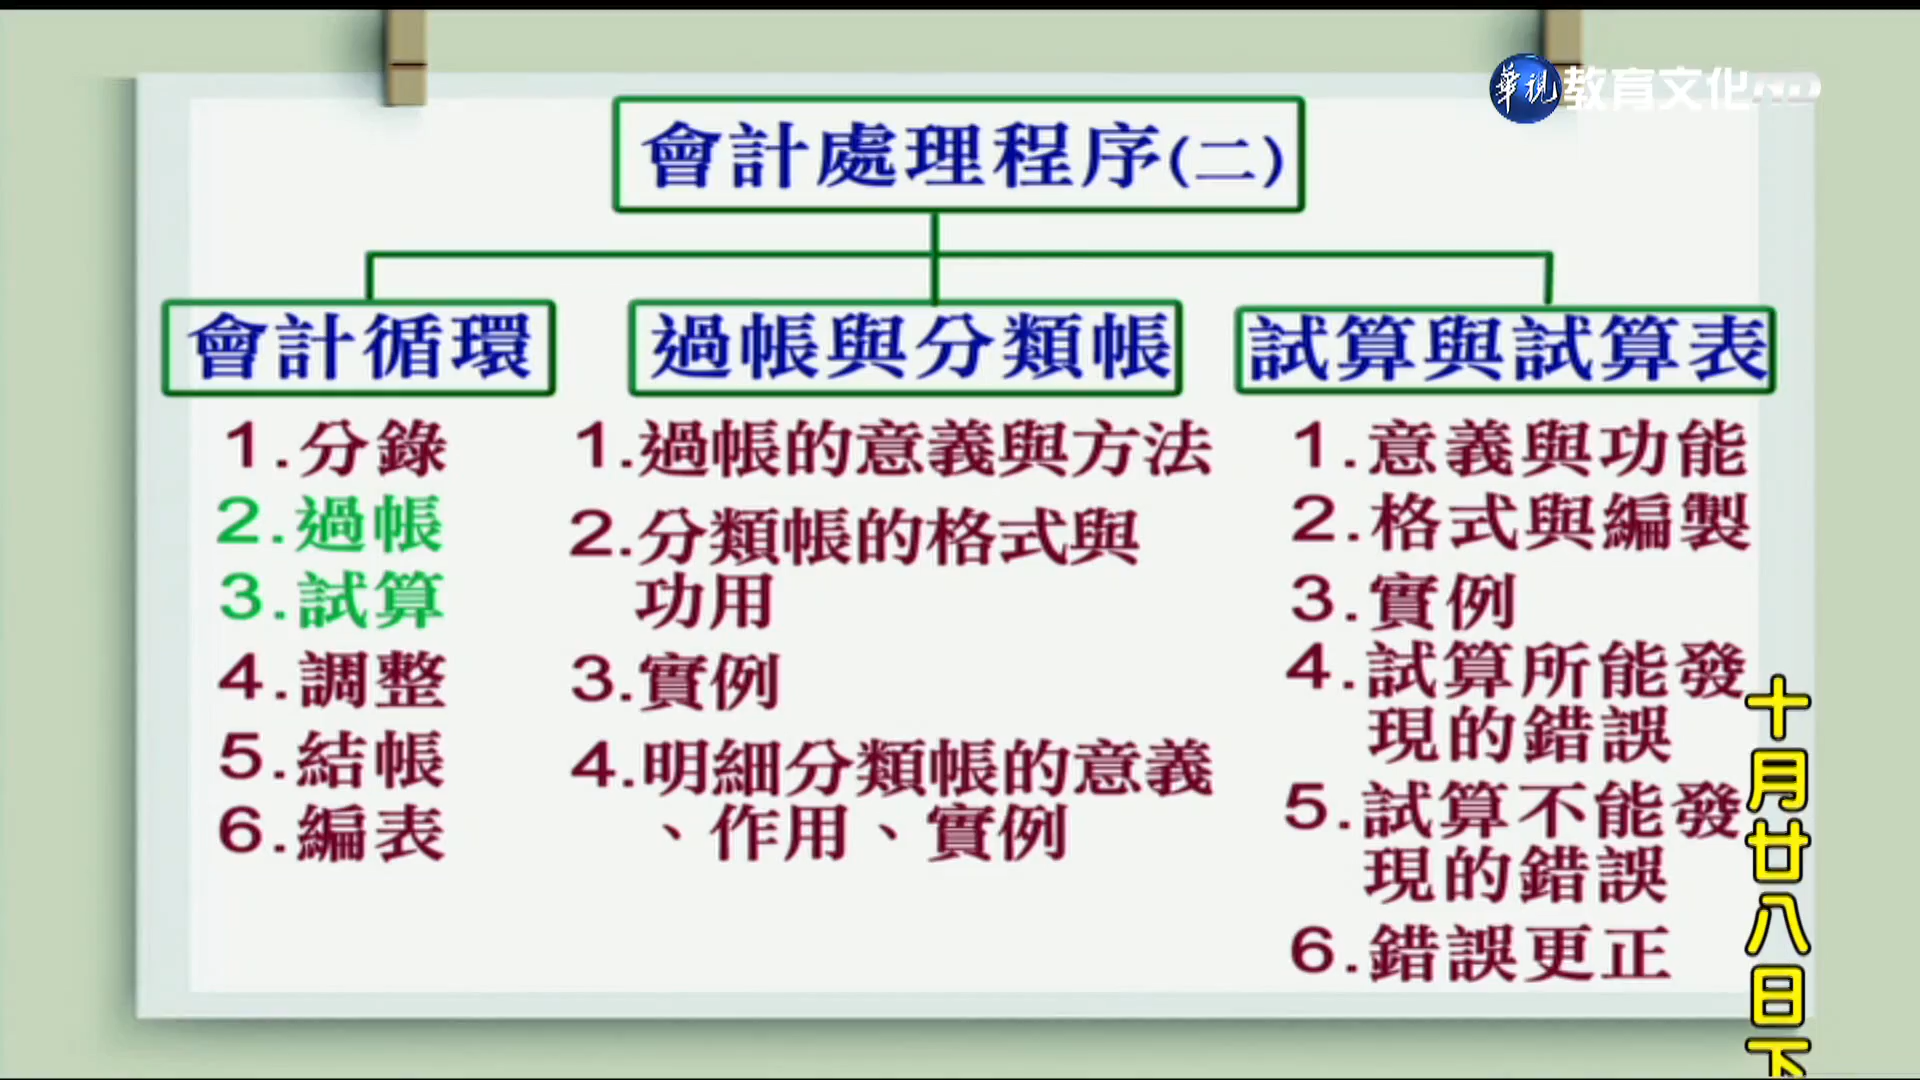 華視 教育文化HD
會計處理程序(二)
會計循環
1.分錄
2.過帳
3.試算
4.調整
5.結帳
6.編表
過帳與分類帳
1.過帳的意義與方法
2.分類帳的格式與
功用
3.實例
4.明細分類帳的意義
、作用、實例
試算與試算表
1.意義與功能
2.格式與編製
3.實例
4.試算所能發
現的錯誤
5.試算不能發
現的錯誤
6.錯誤更正
十月廿八日下